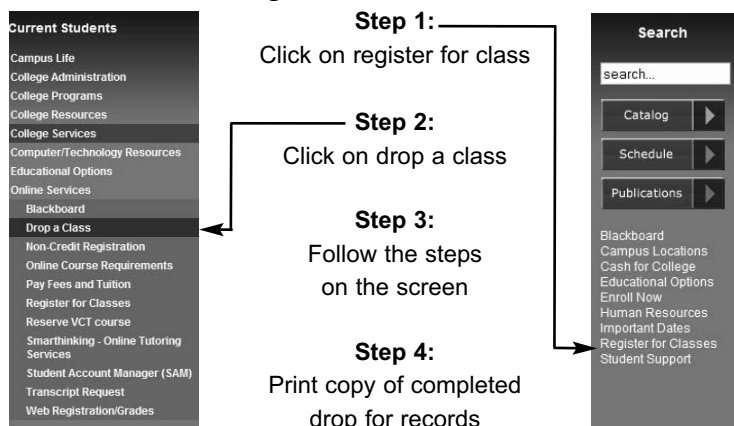 Current Students
Campus Life
College Administration
College Programs
College Resources
College Services
Computer/Technology Resources
Educational Options
Online Services
Blackboard
Drop a Class
Non-Credit Registration
Online Course Requirements
Pay Fees and Tuition
Register for Classes
Reserve VCT course
Smarthinking - Online Tutoring
Services
Student Account Manager (SAM)
Transcript Request
Web Registration/Grades
Step 1:
Click on register for class
Step 2:
Click on drop a class
Step 3:
Follow the steps
on the screen
Step 4:
Print copy of completed
drop for records
Search
search...
Catalog
Schedule
Publications
Blackboard
Campus Locations
Cash for College
Educational Options
Enroll Now
Human Resources
Important Dates
Register for Classes
Student Support